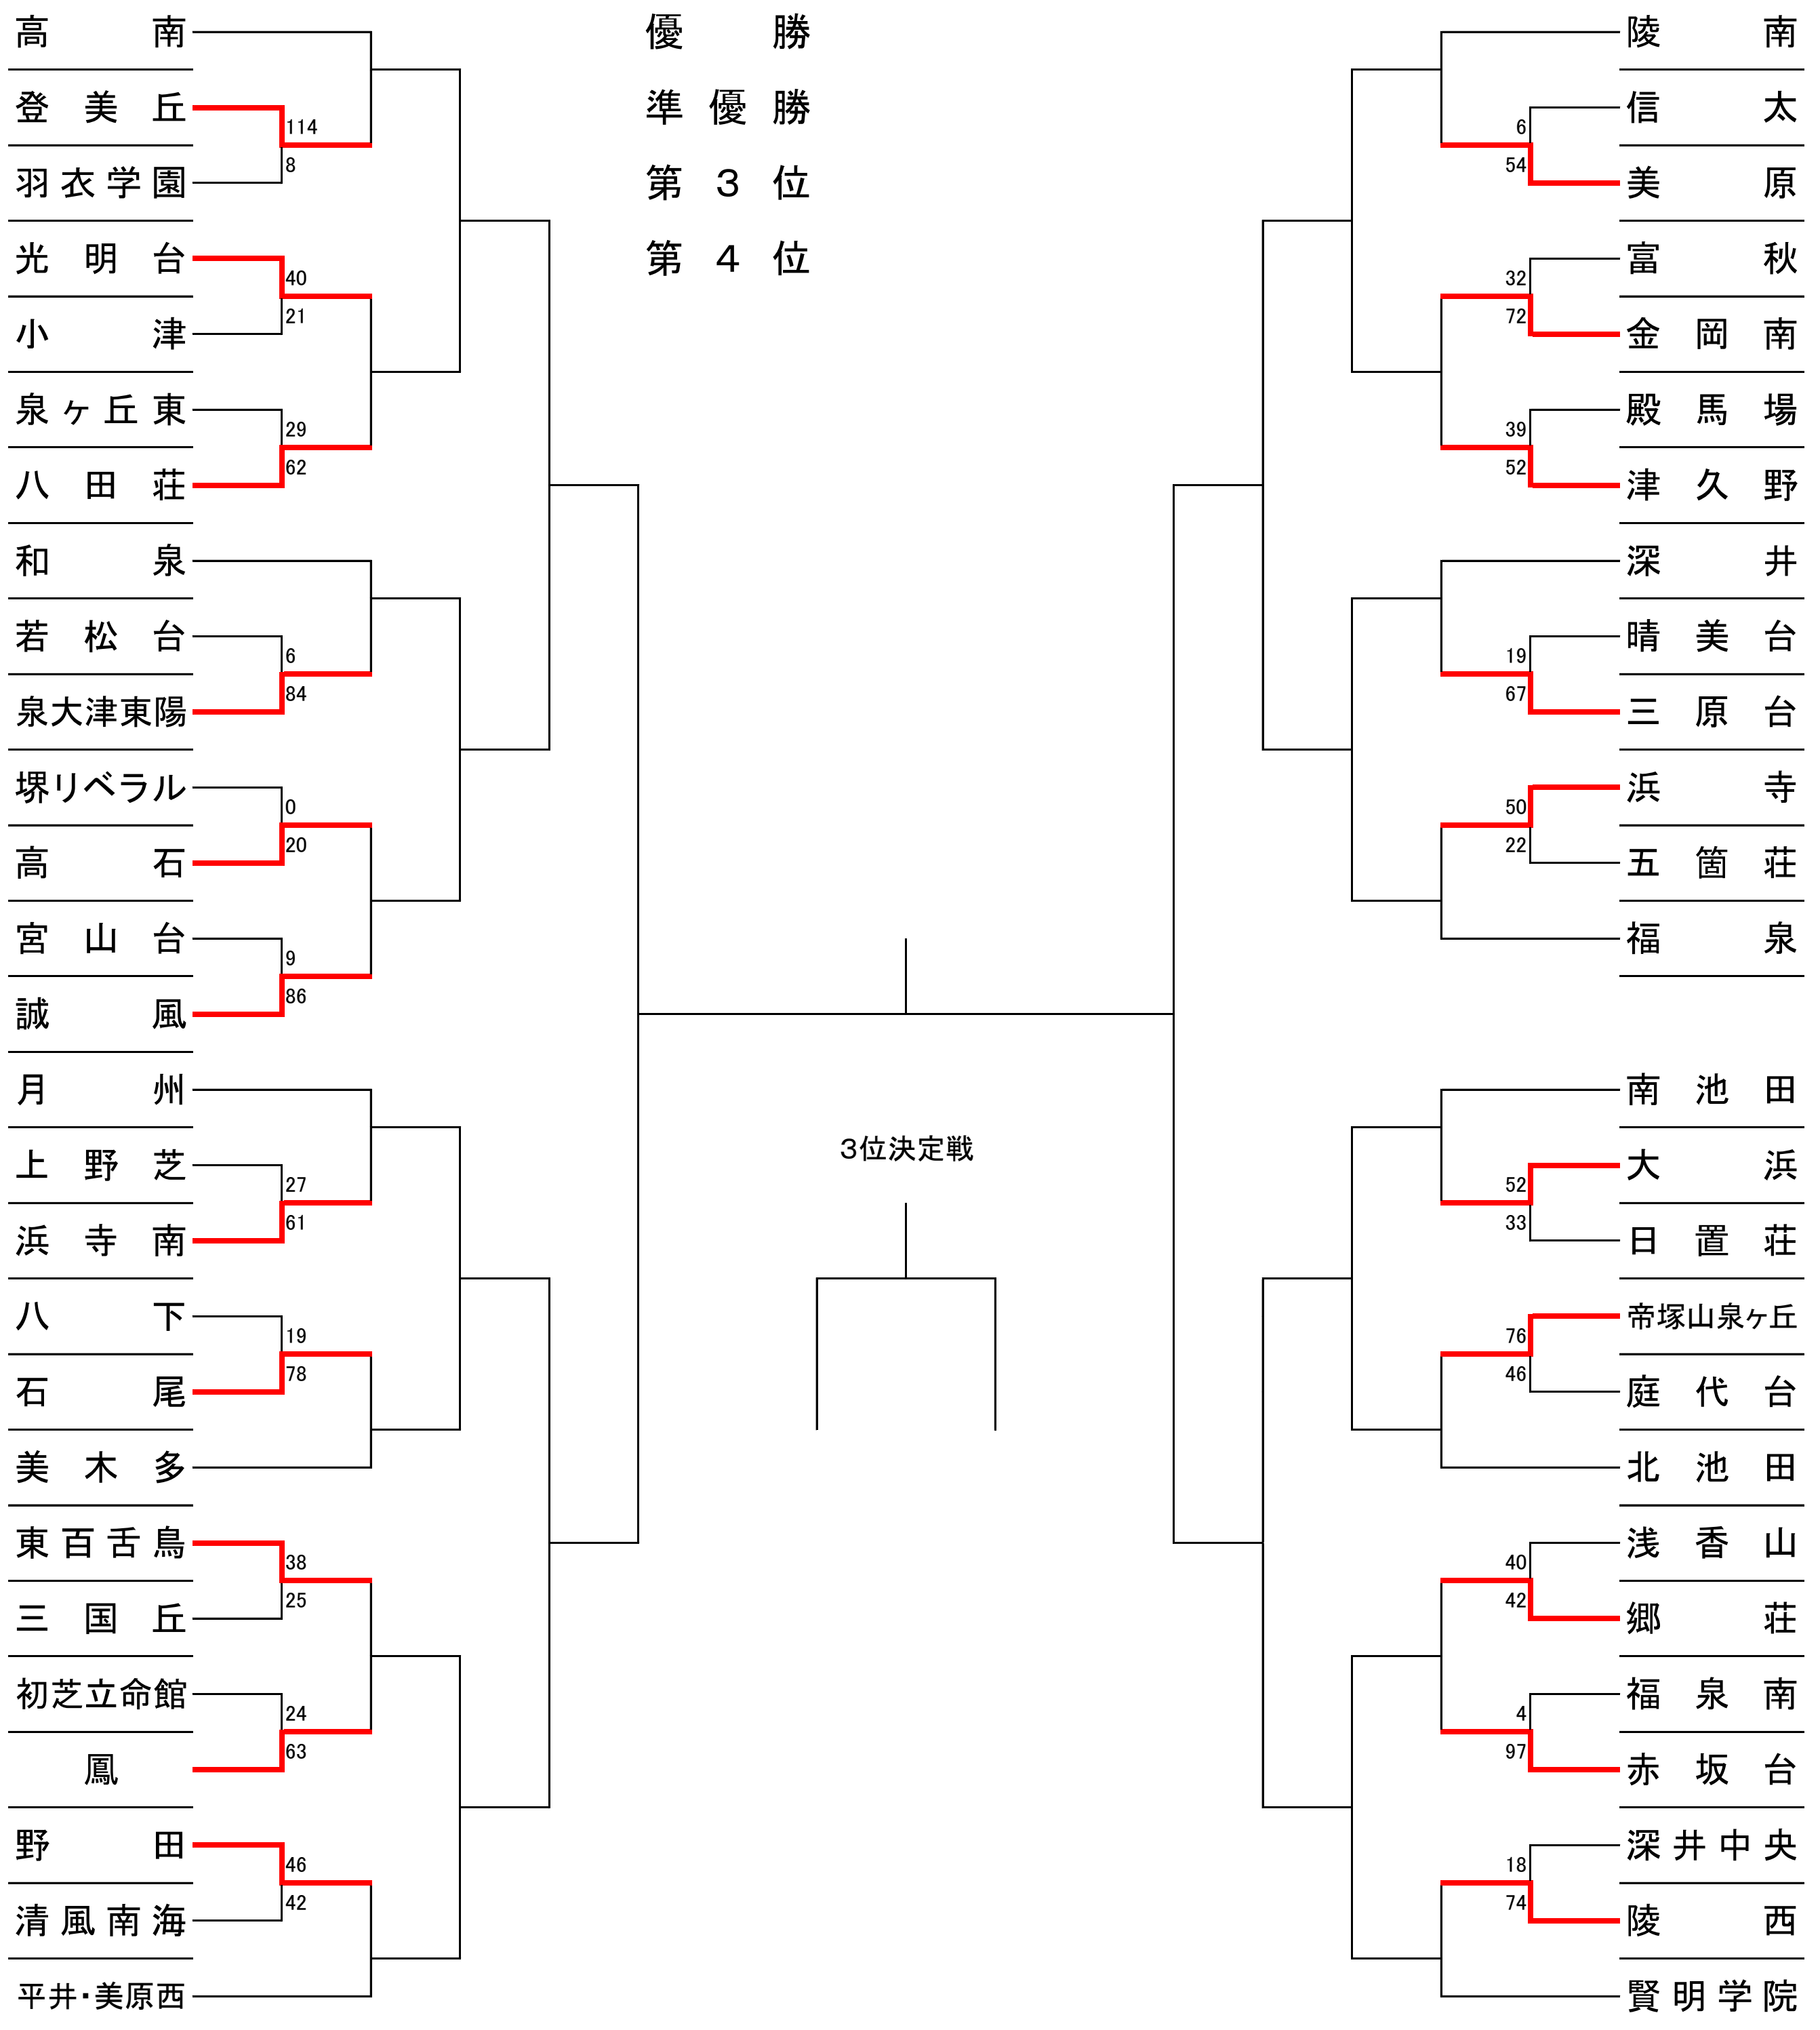 高南
登美丘
114
8
羽衣学園
光明台
40
21
小津
泉ヶ丘東
29
62
八田荘
和泉
若松台
6
84
泉大津東陽
堺リベラル
0
20
高石
宮山台
9
86
誠風
月州
上野芝
27
61
浜寺南
八下
19
78
石尾
美木多
東百舌鳥
38
25
三国丘
初芝立命館
24
63
鳳
野田
46
42
清風南海
平井・美原西
優勝
準優勝
第3位
第4位
3位決定戦
陵南
信太
6
54
美原
富秋
32
72
金岡南
殿馬場
39
52
津久野
深井
晴美台
19
67
三原台
浜寺
50
22
五箇荘
福泉
南池田
大浜
52
33
日置荘
帝塚山泉ヶ丘
76
46
庭代台
北池田
浅香山
40
42
郷荘
福泉南
4
97
赤坂台
深井中央
18
74
陵西
賢明学院